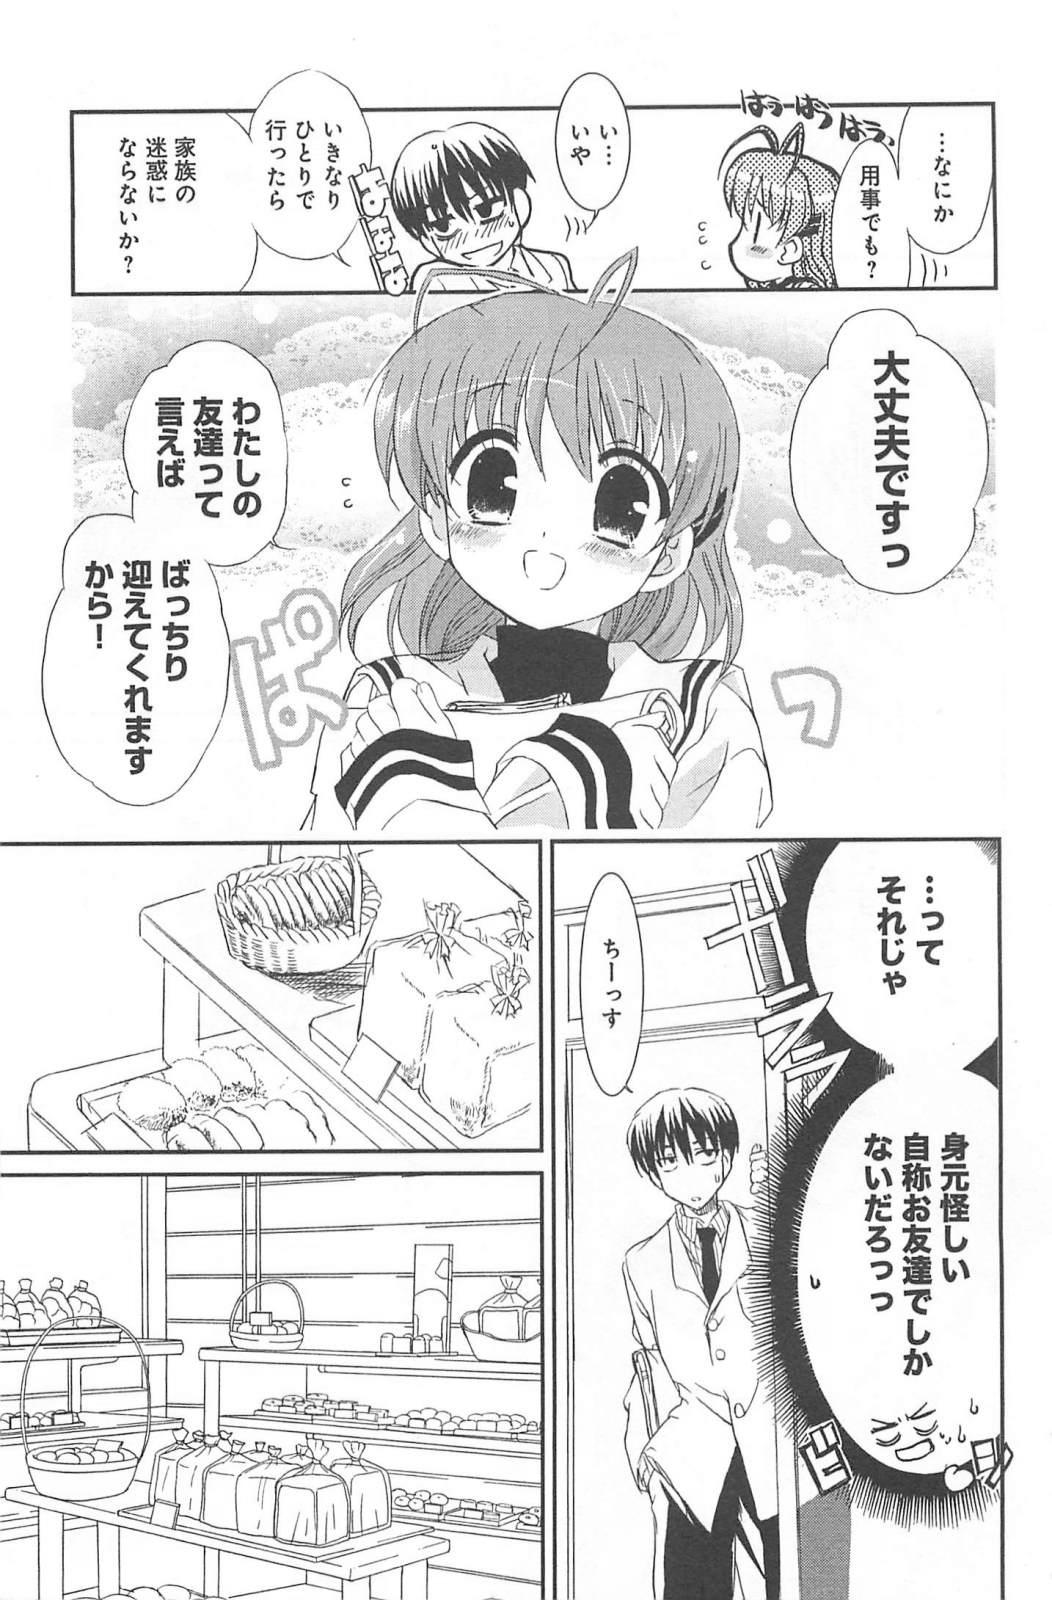 はぅーはぅはぅっ
…なにか
用事でも？
い…
いや
いきなり
ひとりで
行ったら
家族の
迷惑に
ならないか？
大丈夫ですっ
わたしの
友達って
言えば
ばっちり
迎えてくれます
から！
ぱっ
…って
それじゃ
身元怪しい
自称お友達でしか
ないだろっっ
ちーっす